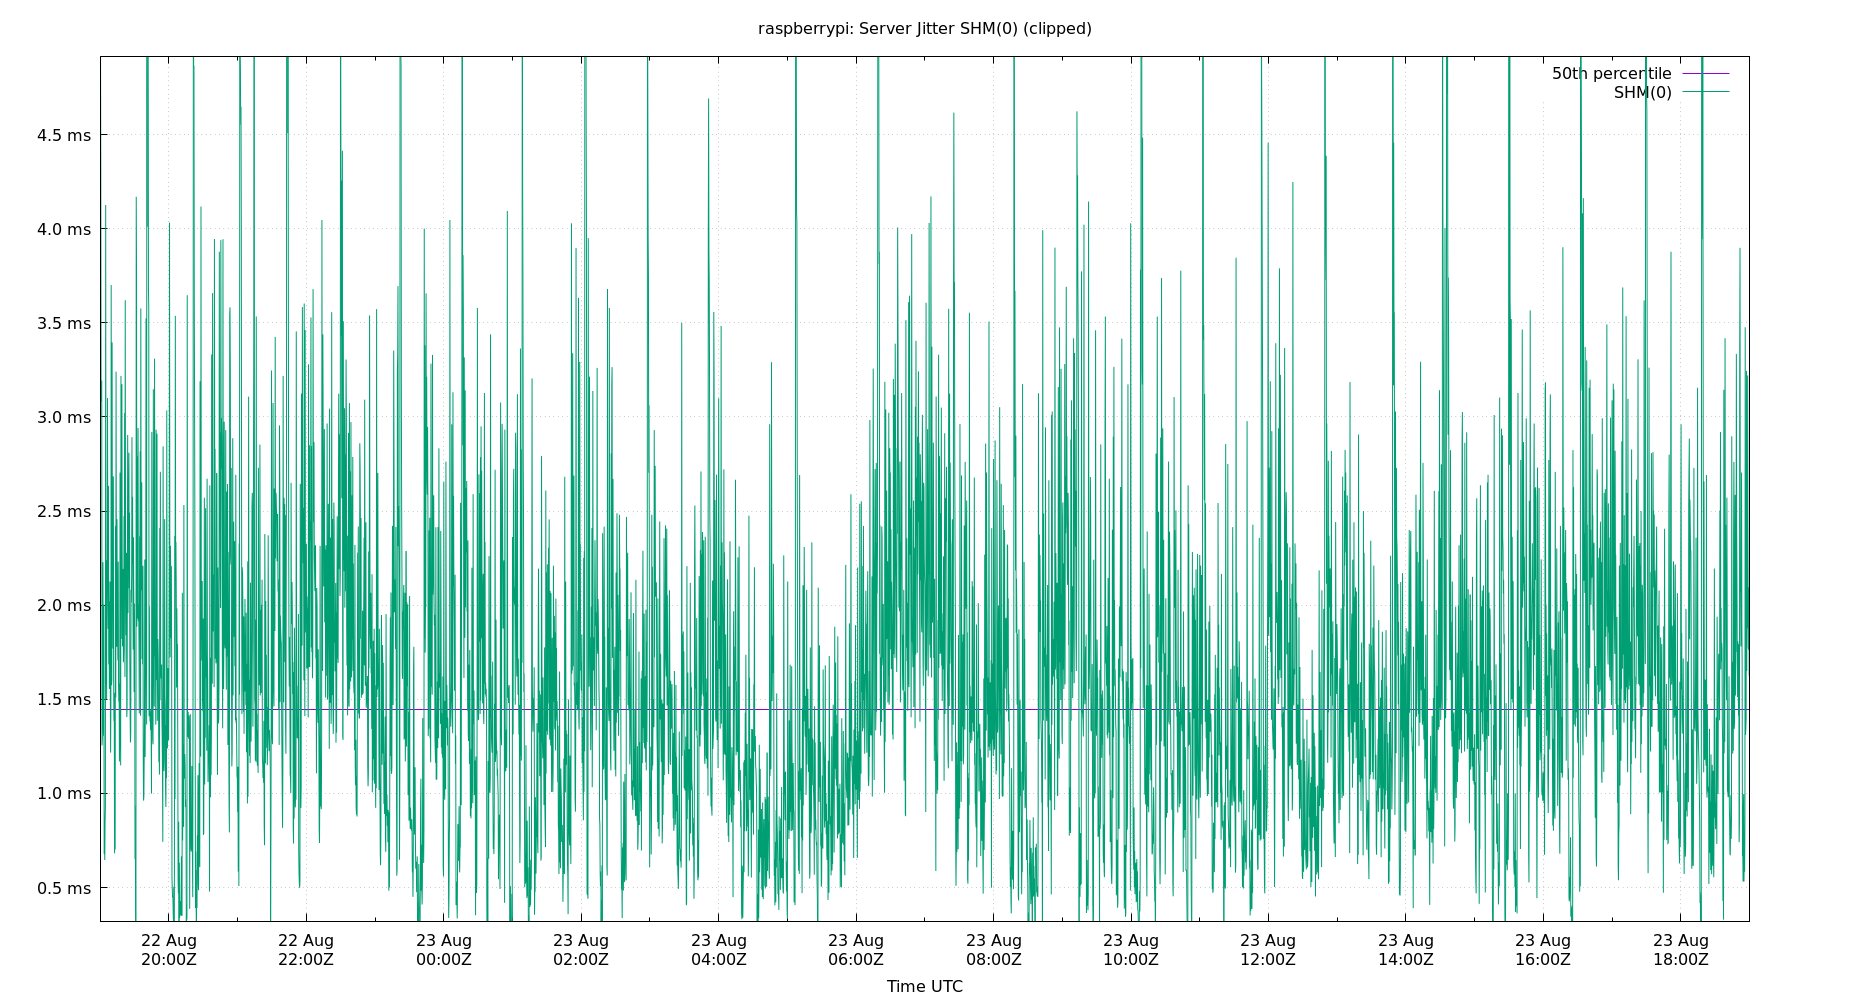 raspberrypi: Server Jitter SHM(0) (clipped)
50th percentile
SHM(0)
4.5 ms
4.0 ms
3.5 ms
3.0 ms
2.5 ms
2.0 ms
1.5 ms
1.0 ms
0.5 ms
22 Aug 22 Aug 23 Aug 23 Aug 23 Aug 23 Aug 23 Aug 23 Aug 23 Aug 23 Aug 23 Aug 23 Aug
20:00Z 22:00Z 00:00Z 02:00Z 04:00Z 06:00Z 08:00Z 10:00Z 12:00Z 14:00Z 16:00Z 18:00Z
Time UTC